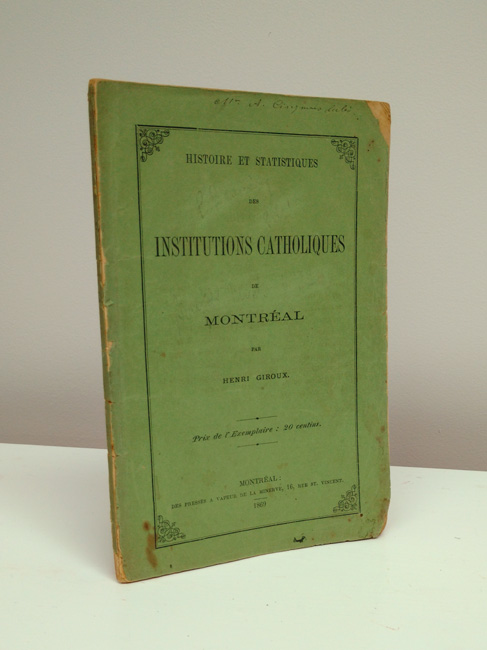 HISTOIRE ET STATISTIQUES
DES
INSTITUTIONS CATHOLIQUES
DE
MONTRÉAL
PAR
HENRI GIROUX.
Prix de l'Exemplaire : 20 centins.
MONTRÉAL :
DES PRESSES A VAPEUR DE LA MINERVE, 16, RUE ST. VINCENT.
1869